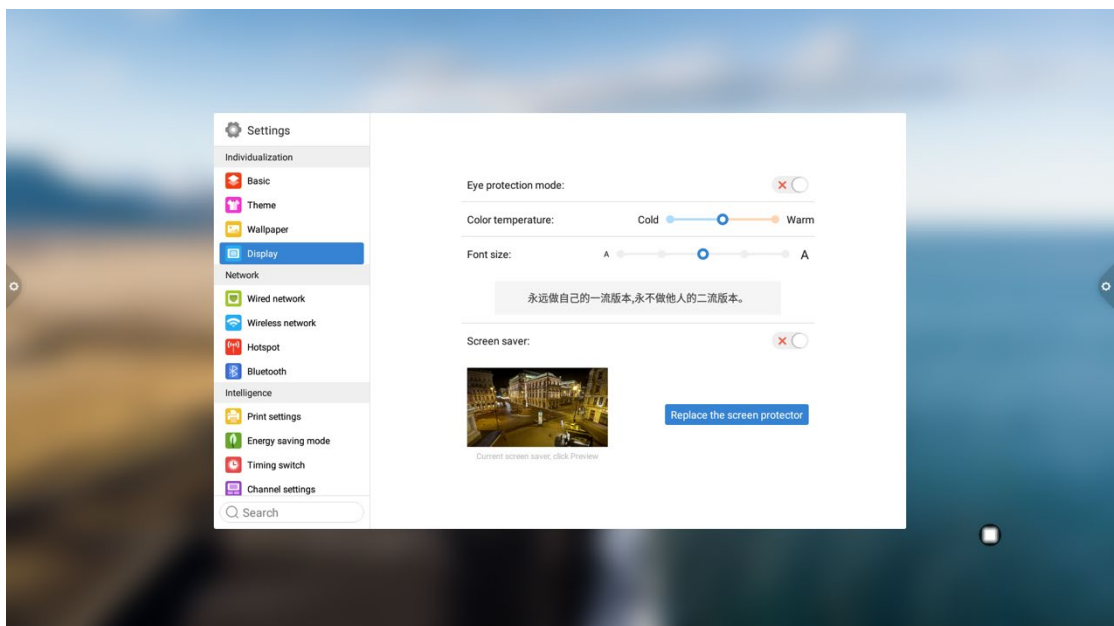 Settings
Individualization
Basic
Theme
Wallpaper
Display
Network
Wired network
Wireless network
Hotspot
Bluetooth
Intelligence
Print settings
Energy saving mode
Timing switch
Channel settings
Search
Eye protection mode:
Color temperature: Cold Warm
Font size: A A
永远做自己的一流版本,永不做他人的二流版本。
Screen saver:
Replace the screen protector
Current screen saver, click Preview